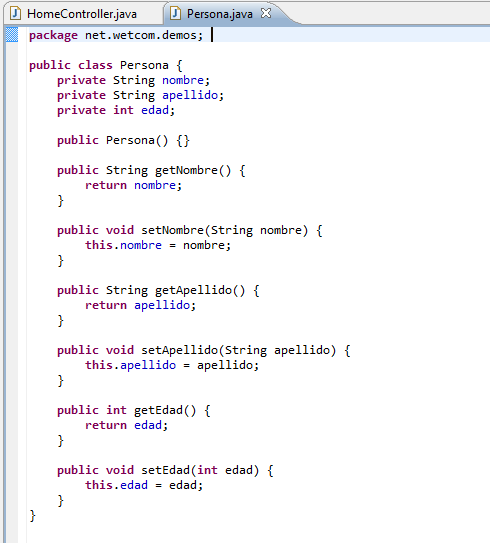 HomeController.java Persona.java
package net.wetcom.demos;
public class Persona {
private String nombre;
private String apellido;
private int edad;
public Persona() {}
public String getNombre() {
return nombre;
}
public void setNombre(String nombre) {
this.nombre = nombre;
}
public String getApellido() {
return apellido;
}
public void setApellido(String apellido) {
this.apellido = apellido;
}
public int getEdad() {
return edad;
}
public void setEdad(int edad) {
this.edad = edad;
}
}